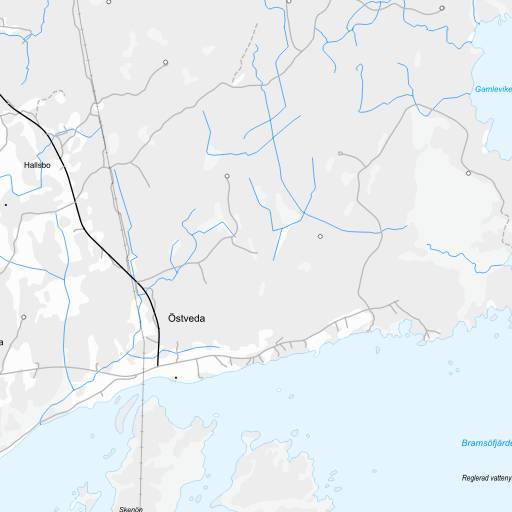 Gamlevike
Hallsbo
Östveda
a
Bramsöfjärde
Reglerad vatteny
Skenön